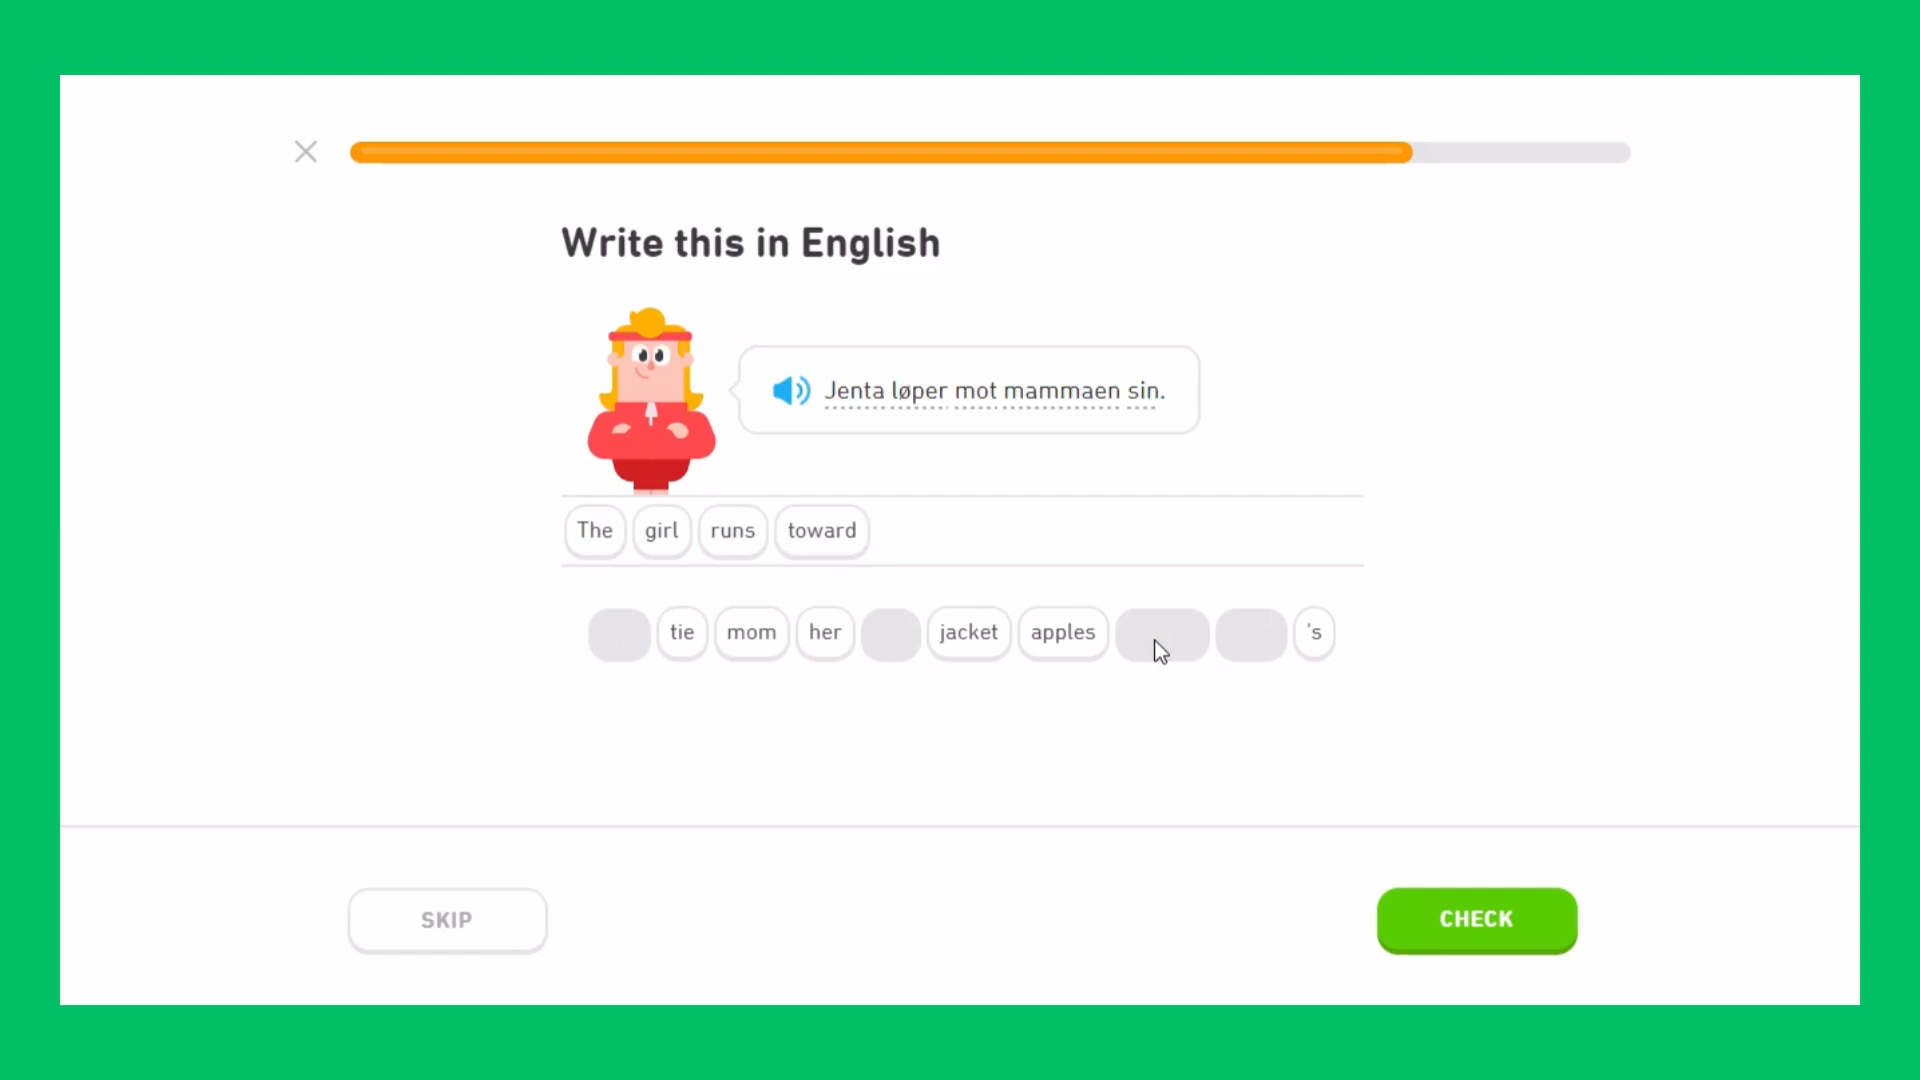 Write this in English
Jenta løper mot mammaen sin.
The girl runs toward
tie mom her jacket apples 's
SKIP
CHECK